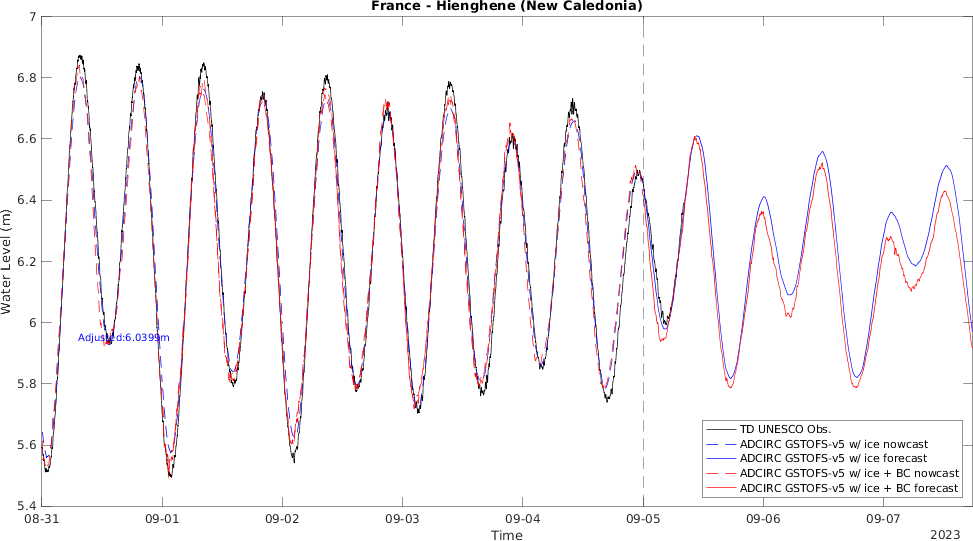 France - Hienghene (New Caledonia)
7
6.8
6.6
6.4
6.2
6
5.8
5.6
5.4
Water Level (m)
Adjusted:6.0399m
TD UNESCO Obs.
ADCIRC GSTOFS-v5 w/ ice nowcast
ADCIRC GSTOFS-v5 w/ ice forecast
ADCIRC GSTOFS-v5 w/ ice + BC nowcast
ADCIRC GSTOFS-v5 w/ ice + BC forecast
08-31 09-01 09-02 09-03 09-04 09-05 09-06 09-07
Time
2023